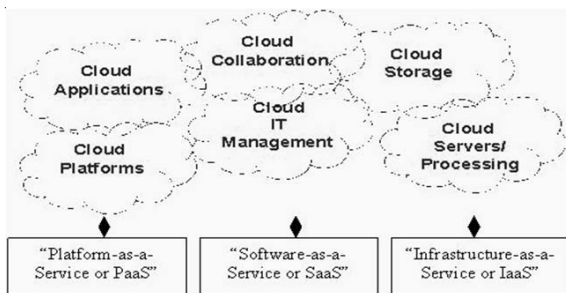 Cloud
Applications
Cloud
Collaboration
Cloud
Storage
Cloud
Platforms
Cloud
IT
Management
Cloud
Servers/
Processing
“Platform-as-a-
Service or PaaS”
“Software-as-a-
Service or SaaS”
“Infrastructure-as-a-
Service or IaaS”